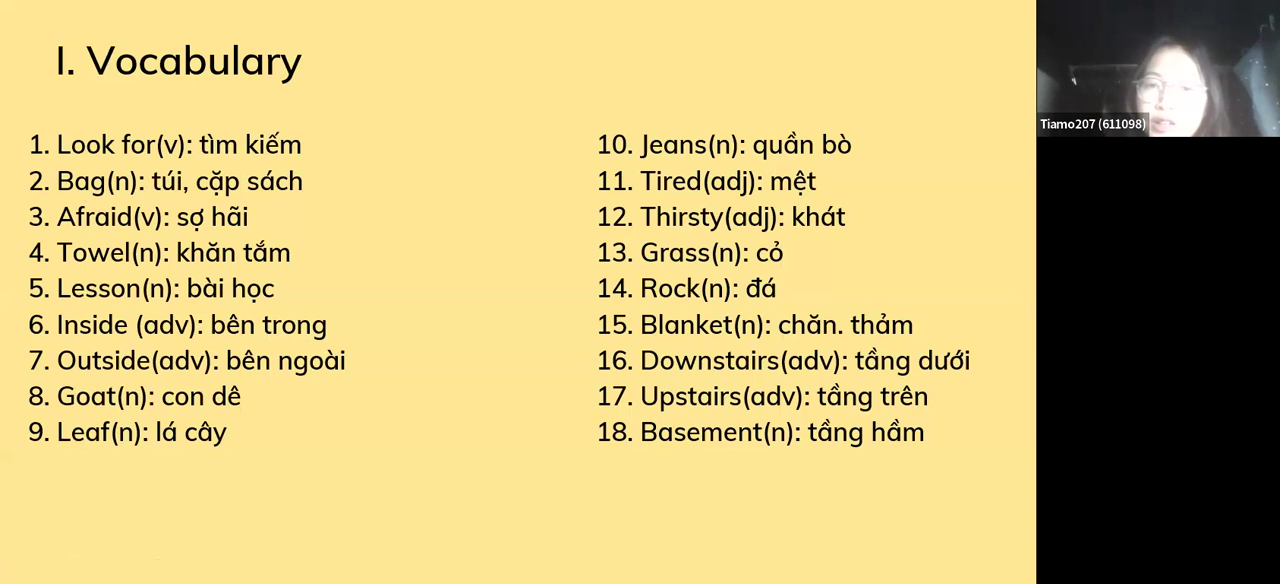 I. Vocabulary
1. Look for(v): tìm kiếm
2. Bag(n): túi, cặp sách
3. Afraid(v): sợ hãi
4. Towel(n): khăn tắm
5. Lesson(n): bài học
6. Inside (adv): bên trong
7. Outside(adv): bên ngoài
8. Goat(n): con dê
9. Leaf(n): lá cây
10. Jeans(n): quần bò
11. Tired(adj): mệt
12. Thirsty(adj): khát
13. Grass(n): cỏ
14. Rock(n): đá
15. Blanket(n): chăn. thảm
16. Downstairs(adv): tầng dưới
17. Upstairs(adv): tầng trên
18. Basement(n): tầng hầm
Tiamo207 (611098)